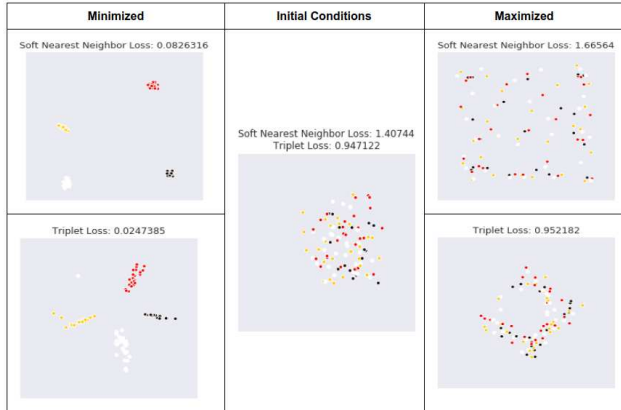 Minimized
Initial Conditions
Maximized
Soft Nearest Neighbor Loss: 0.0826316
Soft Nearest Neighbor Loss: 1.40744
Triplet Loss: 0.947122
Soft Nearest Neighbor Loss: 1.66564
Triplet Loss: 0.0247385
Triplet Loss: 0.952182